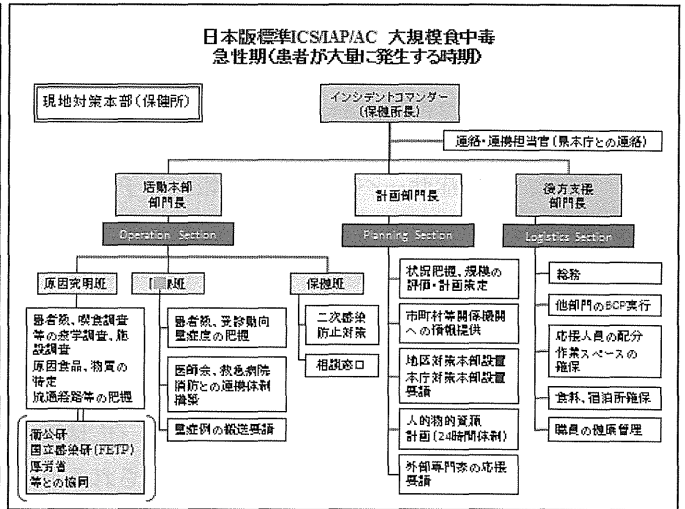 日本版標準ICS/IAP/AC 大規模食中毒
急性期(患者が大量に発生する時期)
現地対策本部(保健所)
インシデントコマンダー
(保健所長)
連絡・連携担当官(県本庁との連絡)
活動本部
部門長
Operation Section
計画部門長
Planning Section
後方支援
部門長
Logistics Section
原因究明班
患者発、喫食調査
等の疫学調査、施
設調査
原因食品、物質の
特定
流通経路等の把握
衛公研
国立感染研(FETP)
厚労省
等との協同
班
患者数、受診動向
重症度の把握
医師会、救急病院
消防との連携体制
構築
重症例の搬送要請
保健班
二次感染
防止対策
相談窓口
状況把握、規模の
評価・計画策定
市町村等関係機関
への情報提供
地区対策本部設置
本庁対策本部設置
要請
人的物的資源
計画(24時間体制)
外部専門家の応援
要請
総務
他部門のBCP実行
応援人員の配分
作業スペースの
確保
食料、宿泊所確保
職員の健康管理